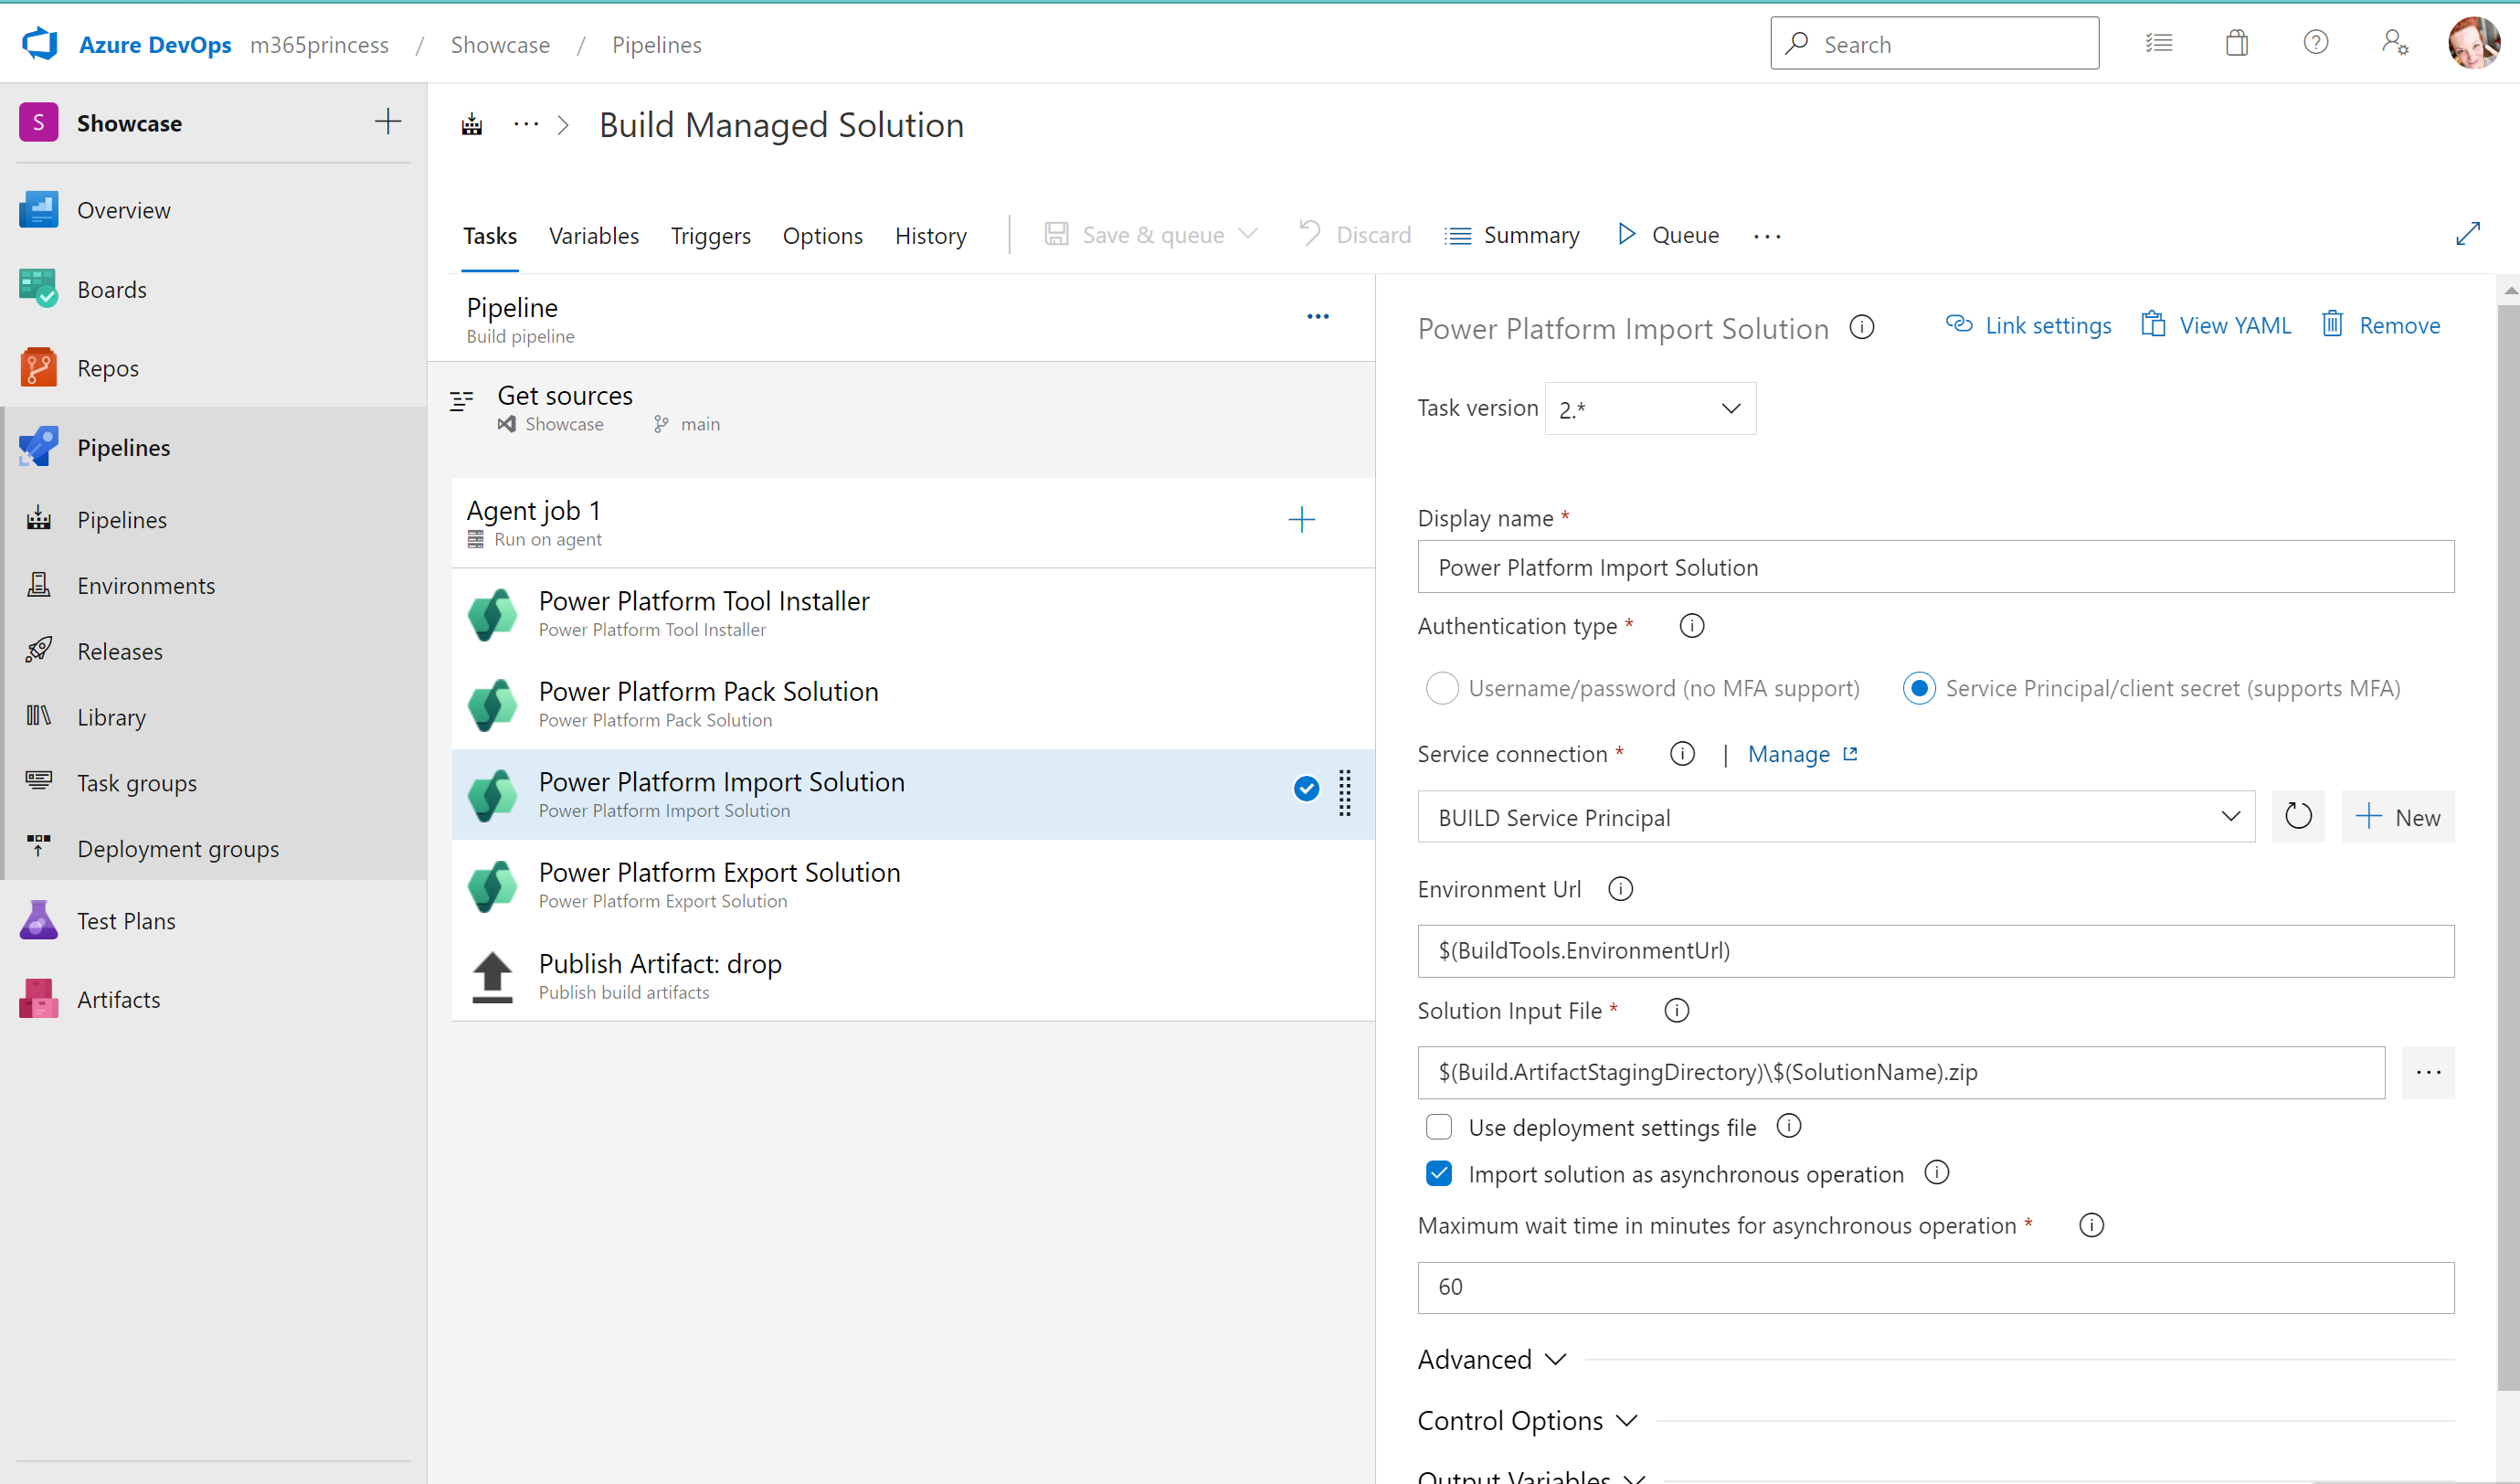 Azure DevOps m365princess / Showcase / Pipelines
Search
S Showcase
Overview
Boards
Repos
Pipelines
Pipelines
Environments
Releases
Library
Task groups
Deployment groups
Test Plans
Artifacts
... > Build Managed Solution
Tasks Variables Triggers Options History Save & queue Discard Summary Queue ...
Pipeline
Build pipeline
Get sources
Showcase main
Agent job 1
Run on agent
Power Platform Tool Installer
Power Platform Tool Installer
Power Platform Pack Solution
Power Platform Pack Solution
Power Platform Import Solution
Power Platform Import Solution
Power Platform Export Solution
Power Platform Export Solution
Publish Artifact: drop
Publish build artifacts
Power Platform Import Solution Link settings View YAML Remove
Task version 2.*
Display name *
Power Platform Import Solution
Authentication type *
Username/password (no MFA support) Service Principal/client secret (supports MFA)
Service connection * | Manage
BUILD Service Principal New
Environment Url
$(BuildTools.EnvironmentUrl)
Solution Input File *
$(Build.ArtifactStagingDirectory)\$(SolutionName).zip ...
Use deployment settings file
Import solution as asynchronous operation
Maximum wait time in minutes for asynchronous operation *
60
Advanced
Control Options
Output Variables